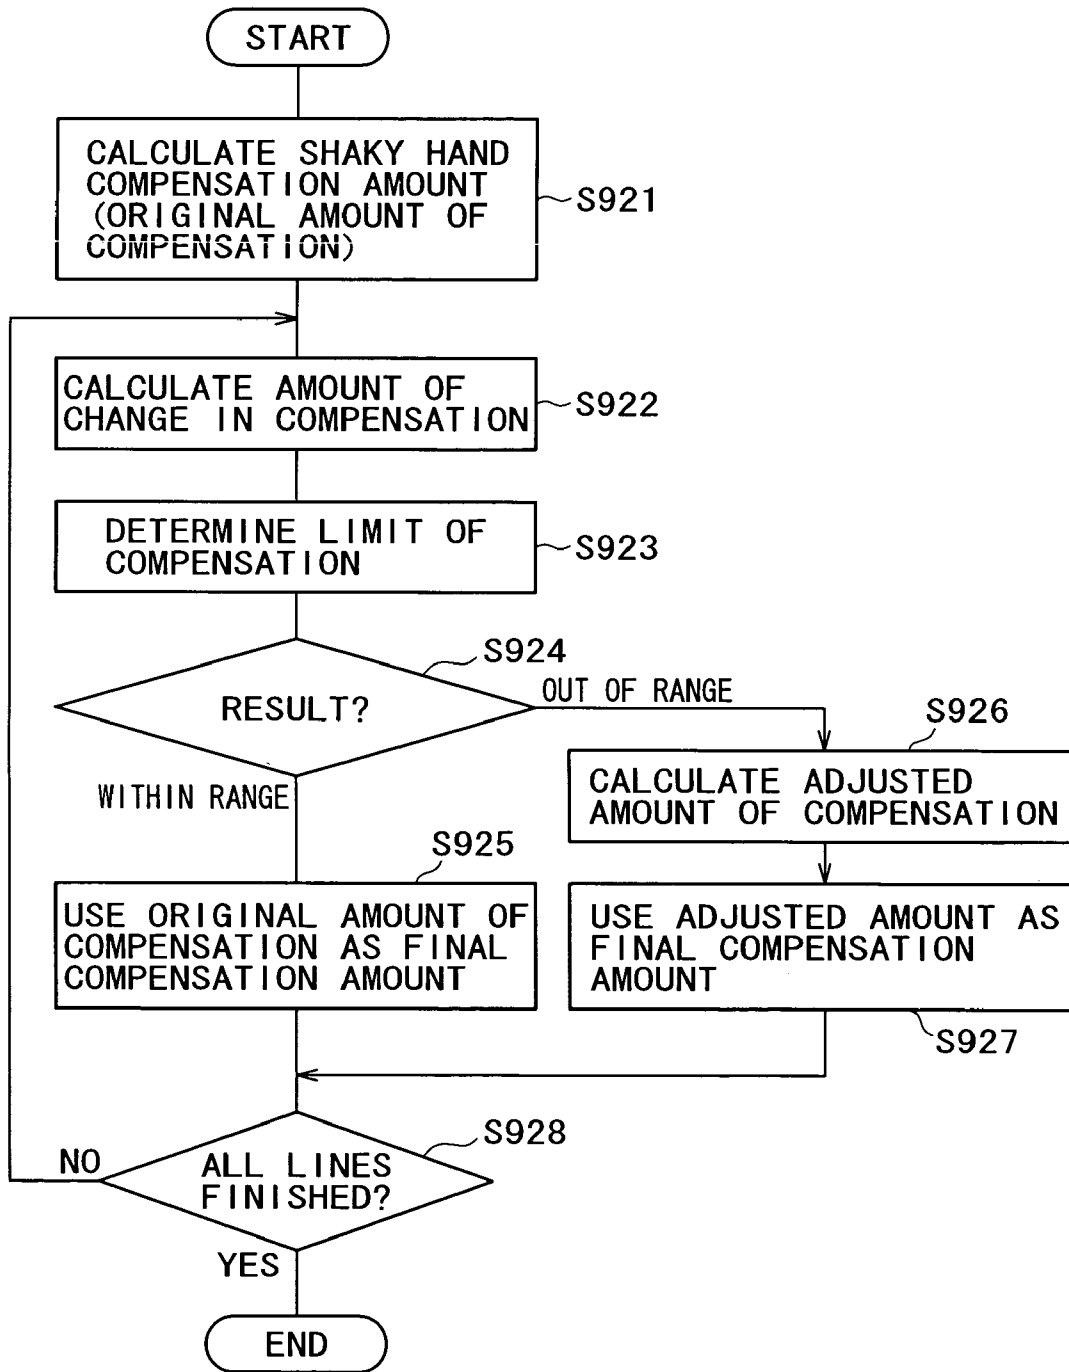 START
CALCULATE SHAKY HAND
COMPENSATION AMOUNT
(ORIGINAL AMOUNT OF
COMPENSATION)
S921
CALCULATE AMOUNT OF
CHANGE IN COMPENSATION
S922
DETERMINE LIMIT OF
COMPENSATION
S923
S924
RESULT?
OUT OF RANGE
WITHIN RANGE
S926
CALCULATE ADJUSTED
AMOUNT OF COMPENSATION
S925
USE ORIGINAL AMOUNT OF
COMPENSATION AS FINAL
COMPENSATION AMOUNT
USE ADJUSTED AMOUNT AS
FINAL COMPENSATION
AMOUNT
S927
S928
ALL LINES
FINISHED?
NO
YES
END